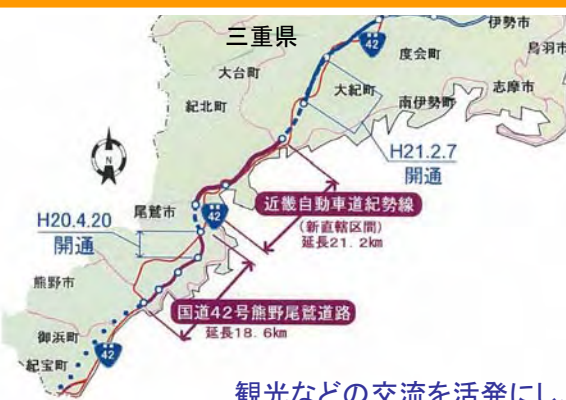 三重県
伊勢市
鳥羽市
42
度会町
大台町
大紀町
志摩市
紀北町
南伊勢町
N
H21.2.7
開通
尾鷲市
近畿自動車道紀勢線
(新直轄区間)
延長21.2km
H20.4.20
開通
42
熊野市
国道42号熊野尾鷲道路
延長18.6km
御浜町
紀宝町
42
観光などの交流を活発にし、